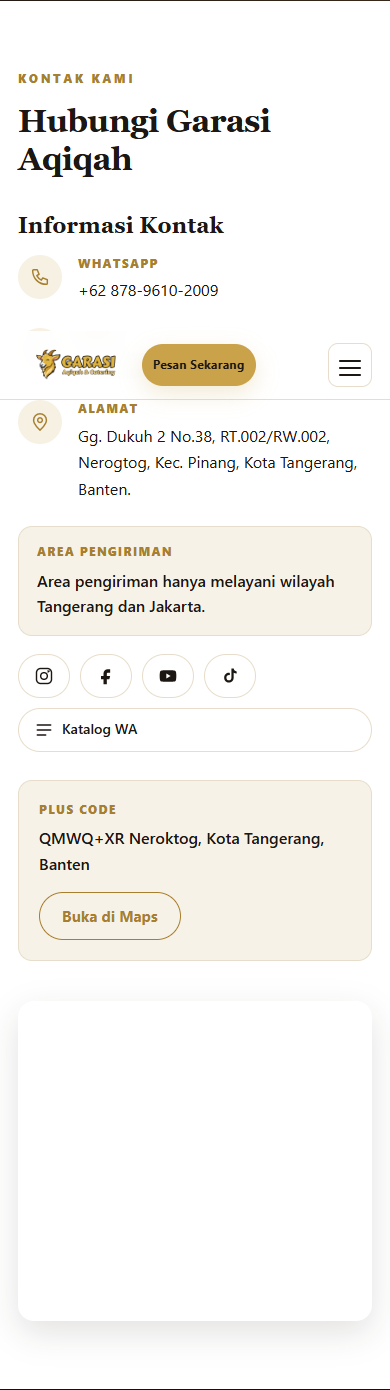 KONTAK KAMI
Hubungi Garasi
Aqiqah
Informasi Kontak
WHATSAPP
+62 878-9610-2009
GARASI
Aqiqah & Catering
Pesan Sekarang
ALAMAT
Gg. Dukuh 2 No.38, RT.002/RW.002,
Nerogtog, Kec. Pinang, Kota Tangerang,
Banten.
AREA PENGIRIMAN
Area pengiriman hanya melayani wilayah
Tangerang dan Jakarta.
Katalog WA
PLUS CODE
QMWQ+XR Neroktog, Kota Tangerang,
Banten
Buka di Maps